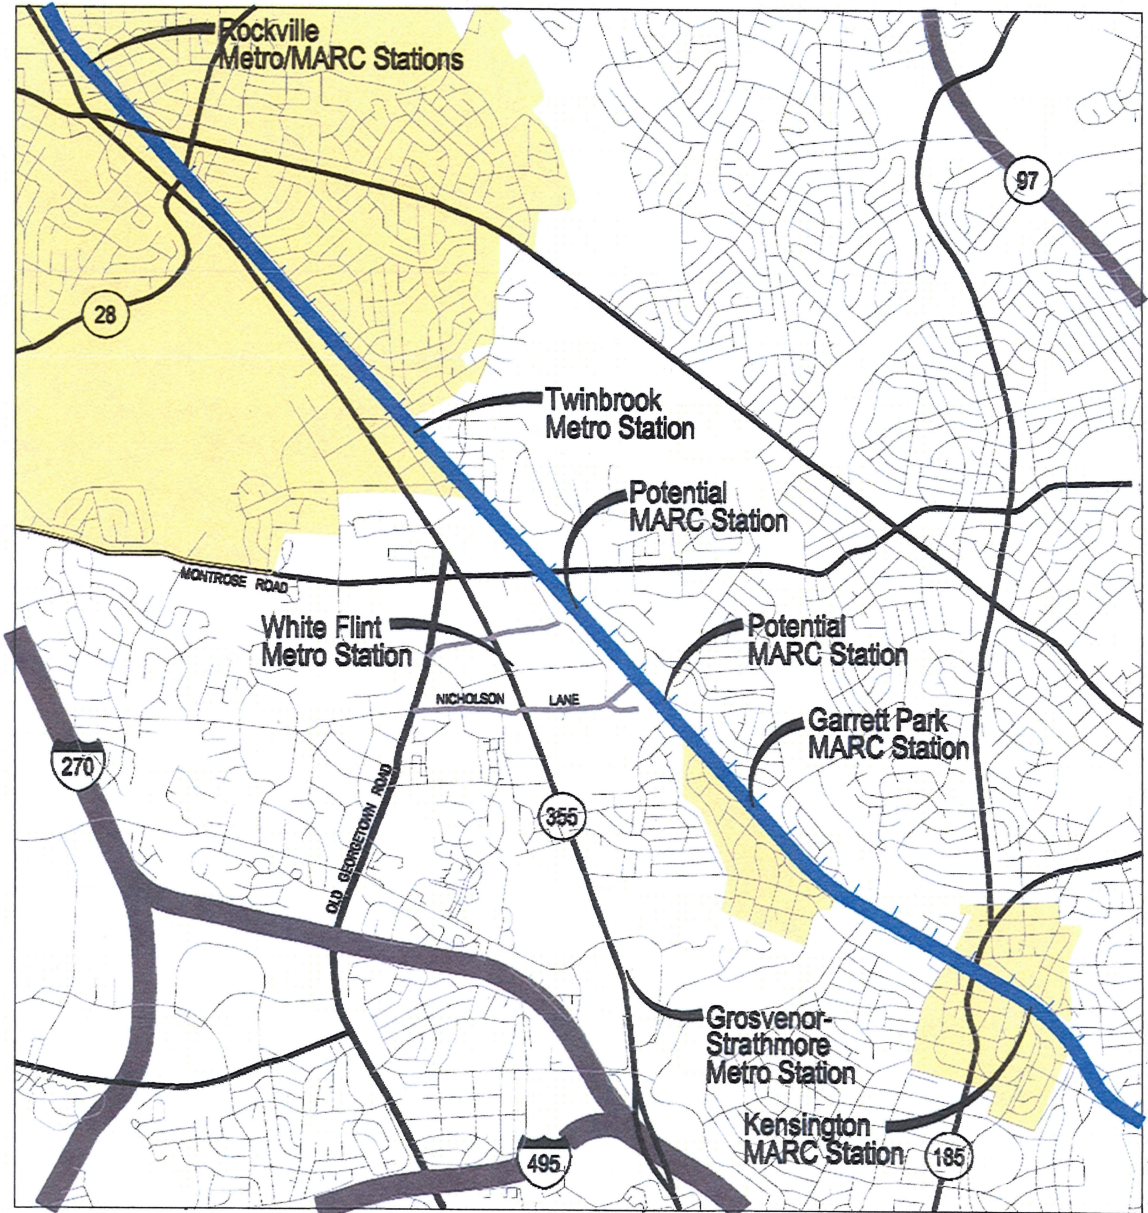 Rockville
Metro/MARC Stations
97
28
Twinbrook
Metro Station
Potential
MARC Station
MONTROSE ROAD
White Flint
Metro Station
Potential
MARC Station
NICHOLSON LANE
Garrett Park
MARC Station
270
355
OLD GEORGETOWN ROAD
Grosvenor-
Strathmore
Metro Station
Kensington
MARC Station
495
185